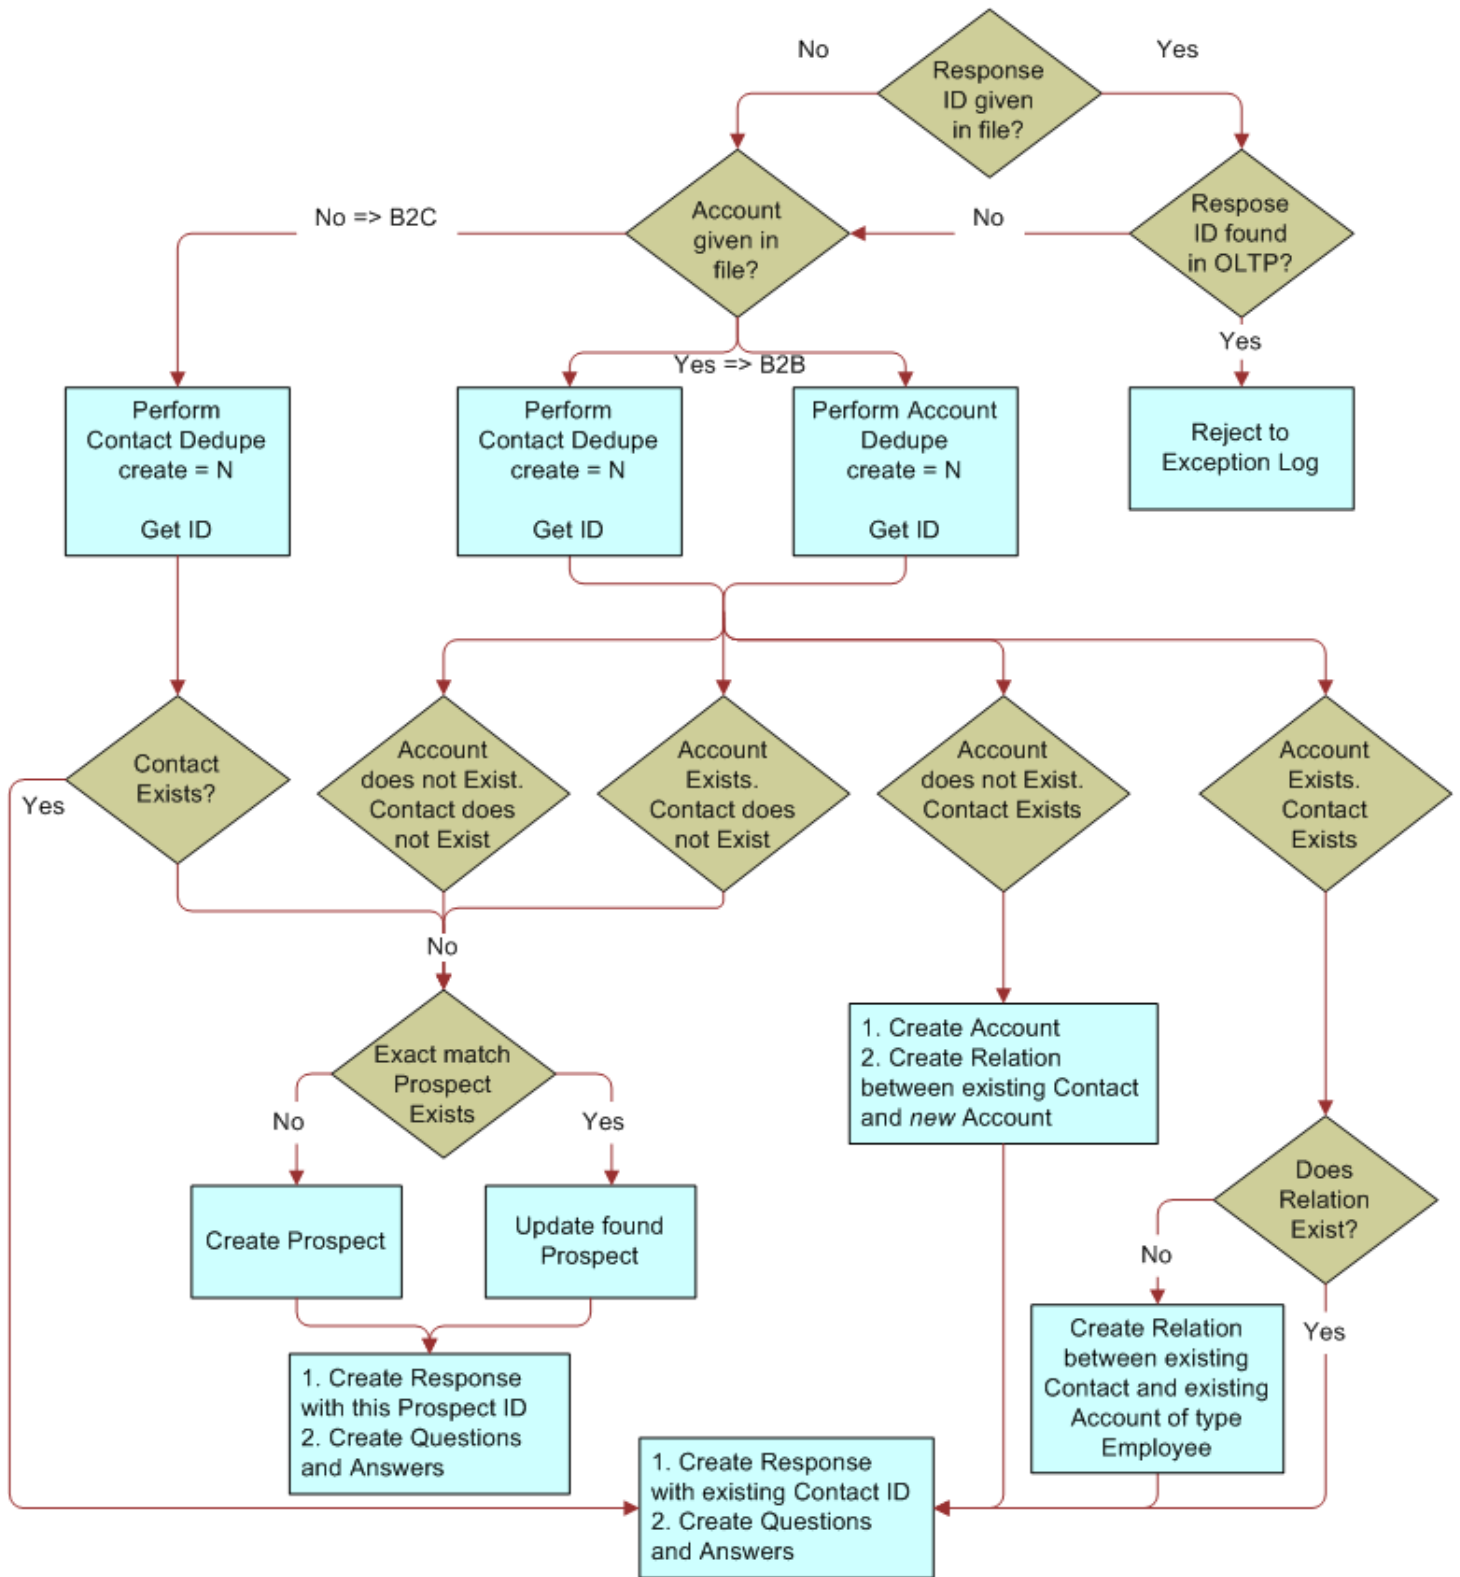 No
Yes
Response
ID given
in file?
No => B2C
Account
given in
file?
No
Respose
ID found
in OLTP?
Yes => B2B
Yes
Perform
Contact Dedupe
create = N
Get ID
Perform
Contact Dedupe
create = N
Get ID
Perform Account
Dedupe
create = N
Get ID
Reject to
Exception Log
Contact
Exists?
Yes
Account
does not Exist.
Contact does
not Exist
Account
Exists.
Contact does
not Exist
Account
does not Exist.
Contact Exists
Account
Exists.
Contact
Exists
No
Exact match
Prospect
Exists
No
Yes
1. Create Account
2. Create Relation
between existing Contact
and new Account
Does
Relation
Exist?
No
Yes
Create Prospect
Update found
Prospect
Create Relation
between existing
Contact and existing
Account of type
Employee
1. Create Response
with this Prospect ID
2. Create Questions
and Answers
1. Create Response
with existing Contact ID
2. Create Questions
and Answers